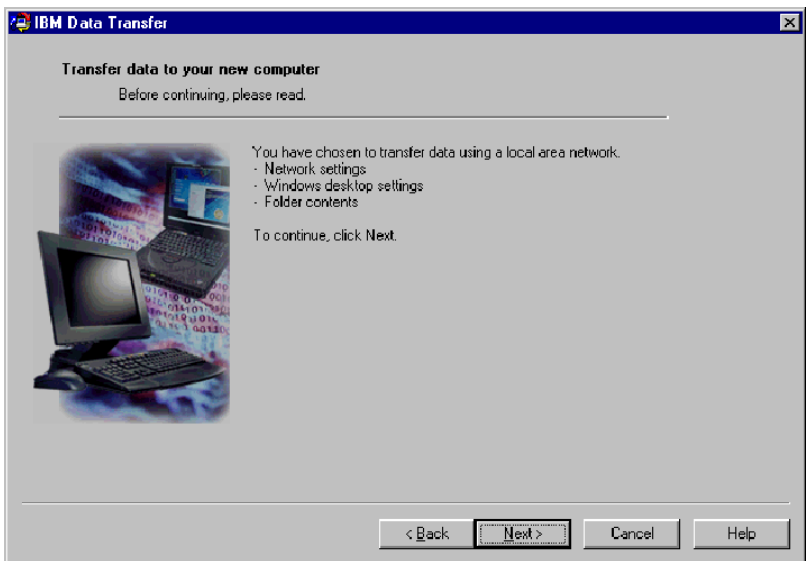 IBM Data Transfer
Transfer data to your new computer
Before continuing, please read.
You have chosen to transfer data using a local area network.
- Network settings
- Windows desktop settings
- Folder contents
To continue, click Next.
< Back
Next >
Cancel
Help